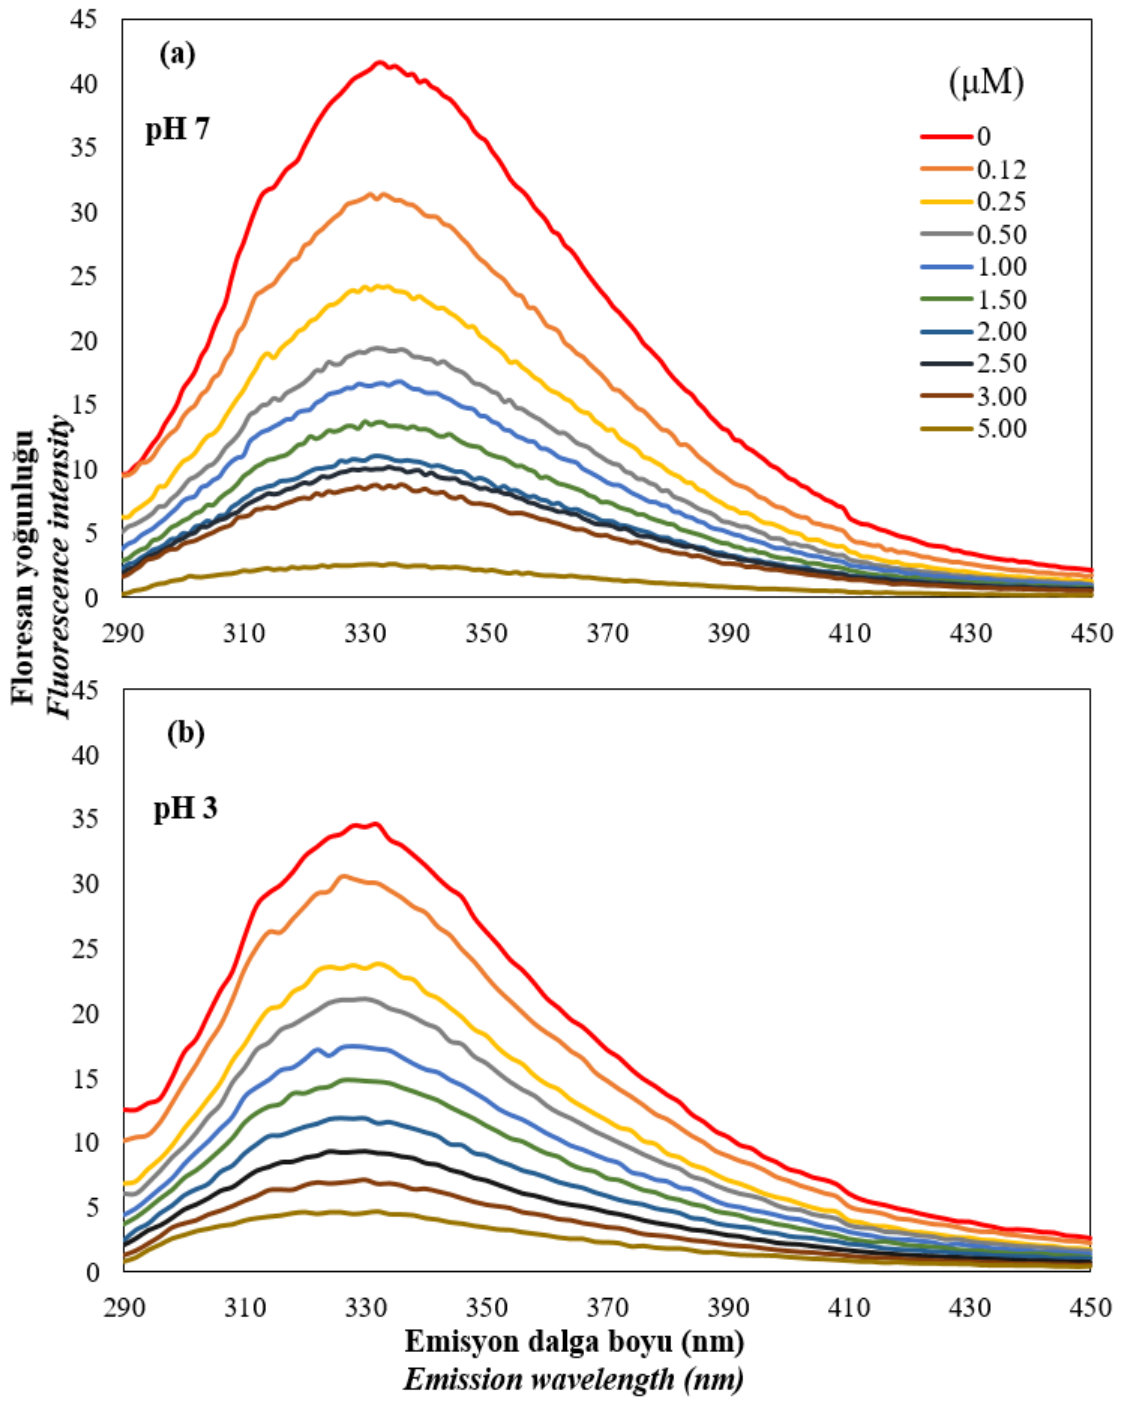 Floresan yoğunluğu
Fluorescence intensity
45
40
35
30
25
20
15
10
5
0
(a)
pH 7
(μM)
0
0.12
0.25
0.50
1.00
1.50
2.00
2.50
3.00
5.00
290 310 330 350 370 390 410 430 450
45
40
35
30
25
20
15
10
5
0
(b)
pH 3
290 310 330 350 370 390 410 430 450
Emisyon dalga boyu (nm)
Emission wavelength (nm)